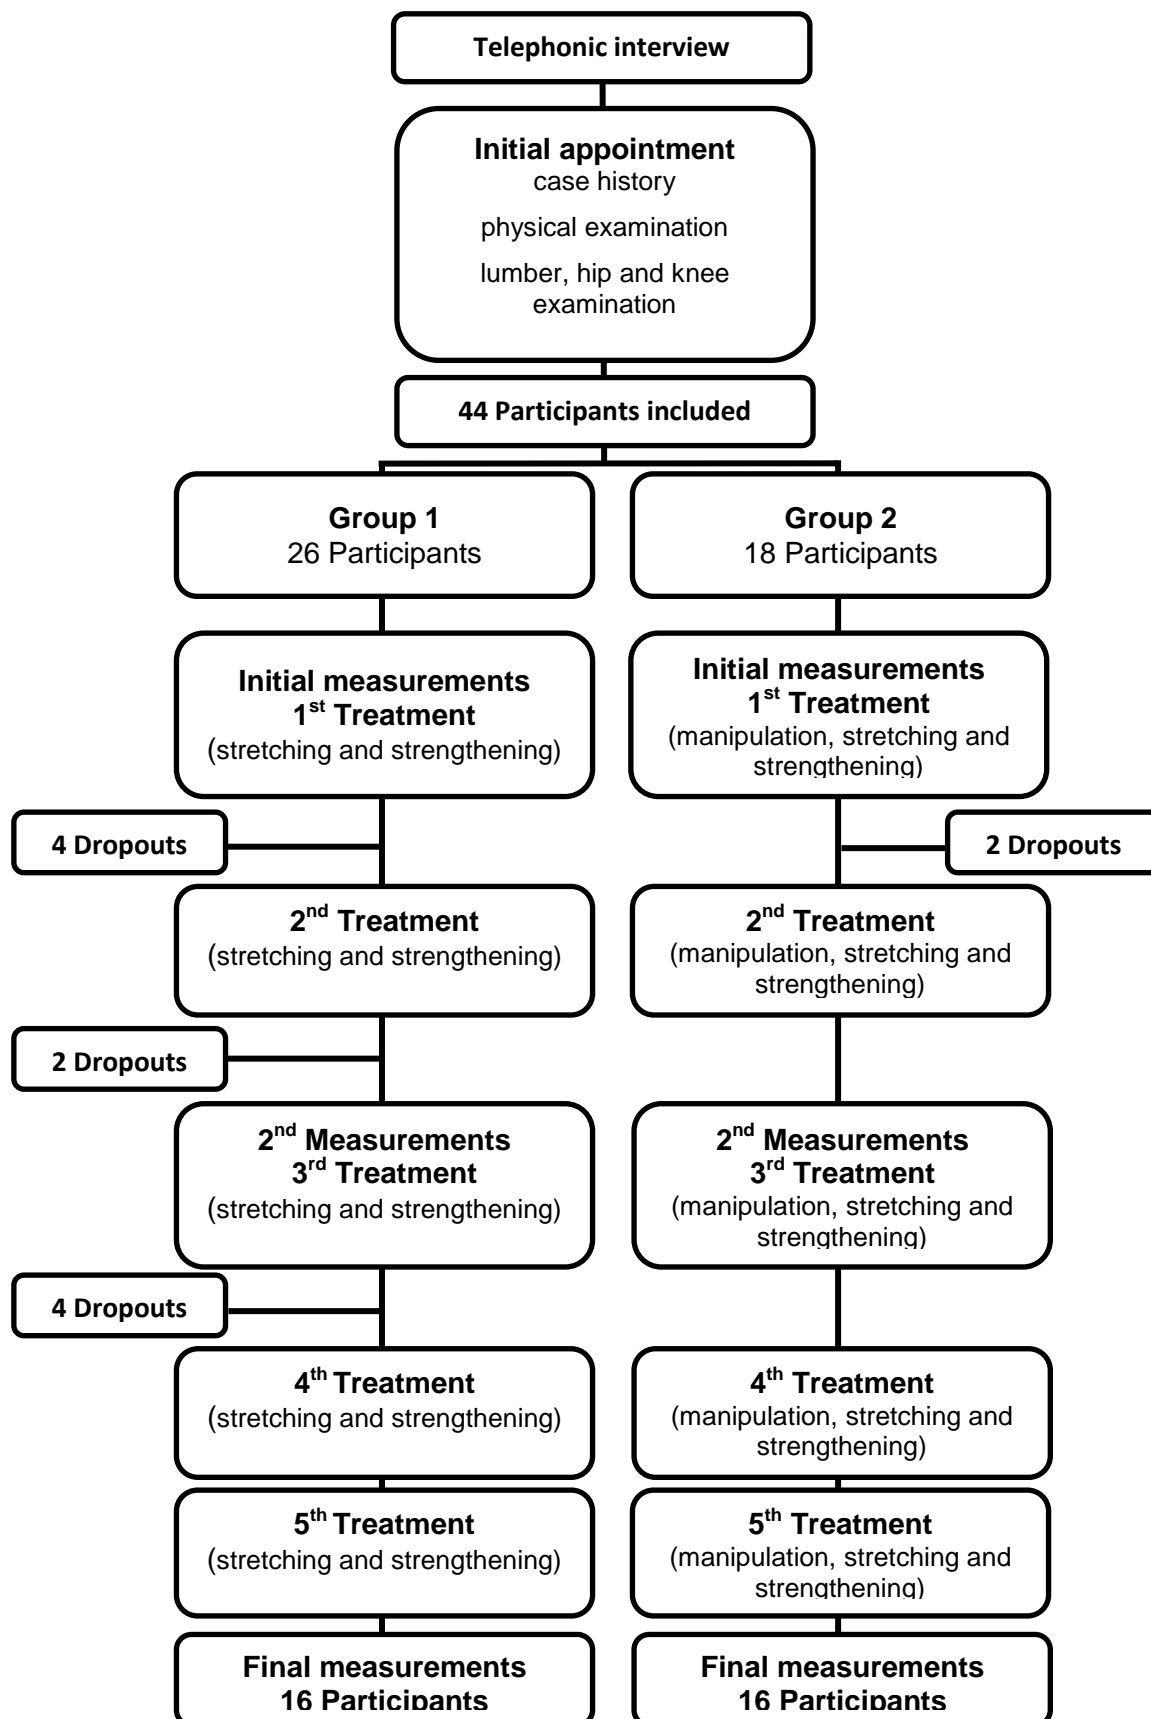 Telephonic interview
Initial appointment
case history
physical examination
lumber, hip and knee
examination
44 Participants included
Group 1
26 Participants
Group 2
18 Participants
Initial measurements
1st Treatment
(stretching and strengthening)
Initial measurements
1st Treatment
(manipulation, stretching and
strengthening)
4 Dropouts
2 Dropouts
2nd Treatment
(stretching and strengthening)
2nd Treatment
(manipulation, stretching and
strengthening)
2 Dropouts
2nd Measurements
3rd Treatment
(stretching and strengthening)
2nd Measurements
3rd Treatment
(manipulation, stretching and
strengthening)
4 Dropouts
4th Treatment
(stretching and strengthening)
4th Treatment
(manipulation, stretching and
strengthening)
5th Treatment
(stretching and strengthening)
5th Treatment
(manipulation, stretching and
strengthening)
Final measurements
16 Participants
Final measurements
16 Participants